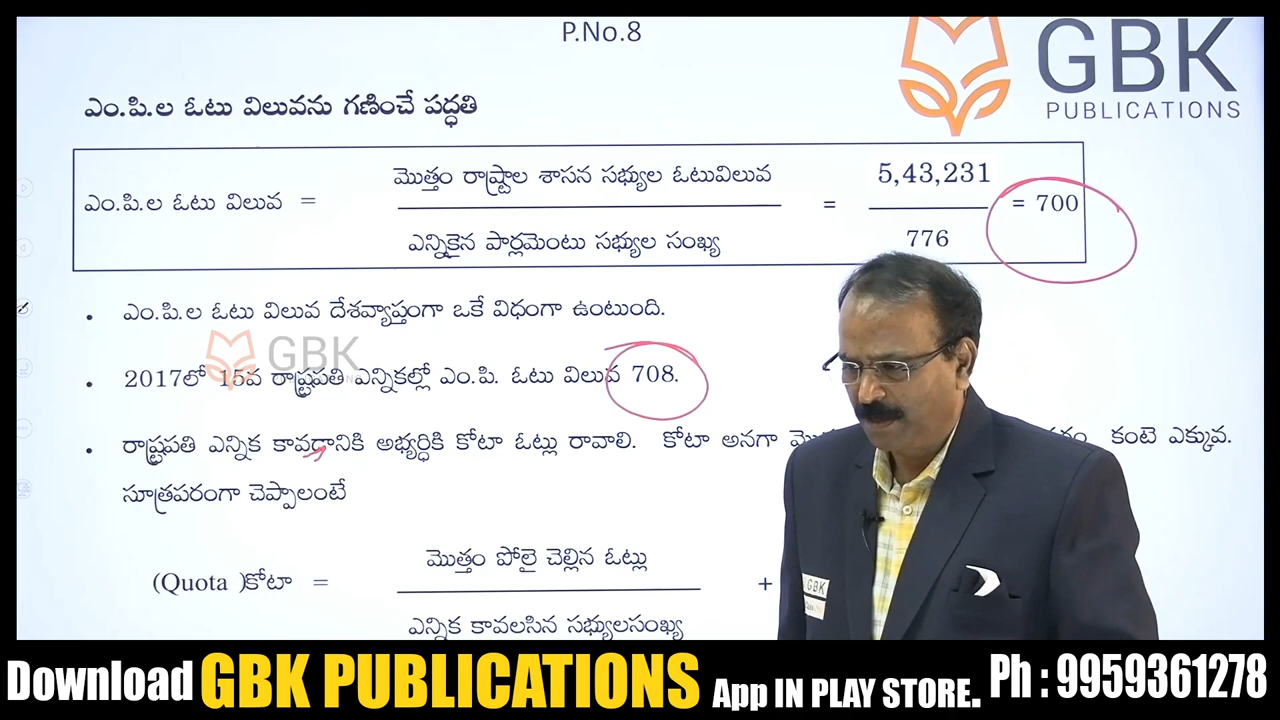 P.No.8
GBK
PUBLICATIONS
ఎం.పి.ల ఓటు విలువను గణించే పద్ధతి
ఎం.పి.ల ఓటు విలువ = మొత్తం రాష్ట్రాల శాసన సభ్యుల ఓటువిలువ = 5,43,231 = 700
ఎన్నికైన పార్లమెంటు సభ్యుల సంఖ్య 776
• ఎం.పి.ల ఓటు విలువ దేశవ్యాప్తంగా ఒకే విధంగా ఉంటుంది.
GBK
• 2017లో 15వ రాష్ట్రపతి ఎన్నికల్లో ఎం.పి. ఓటు విలువ 708.
• రాష్ట్రపతి ఎన్నిక కావడానికి అభ్యర్ధికి కోటా ఓట్లు రావాలి. కోటా అనగా కంటె ఎక్కువ.
సూత్రపరంగా చెప్పాలంటే
(Quota )కోటా = మొత్తం పోలై చెల్లిన ఓట్లు +
ఎన్నిక కావలసిన సభ్యులసంఖ్య
GBK
Download GBK PUBLICATIONS App IN PLAY STORE. Ph : 9959361278